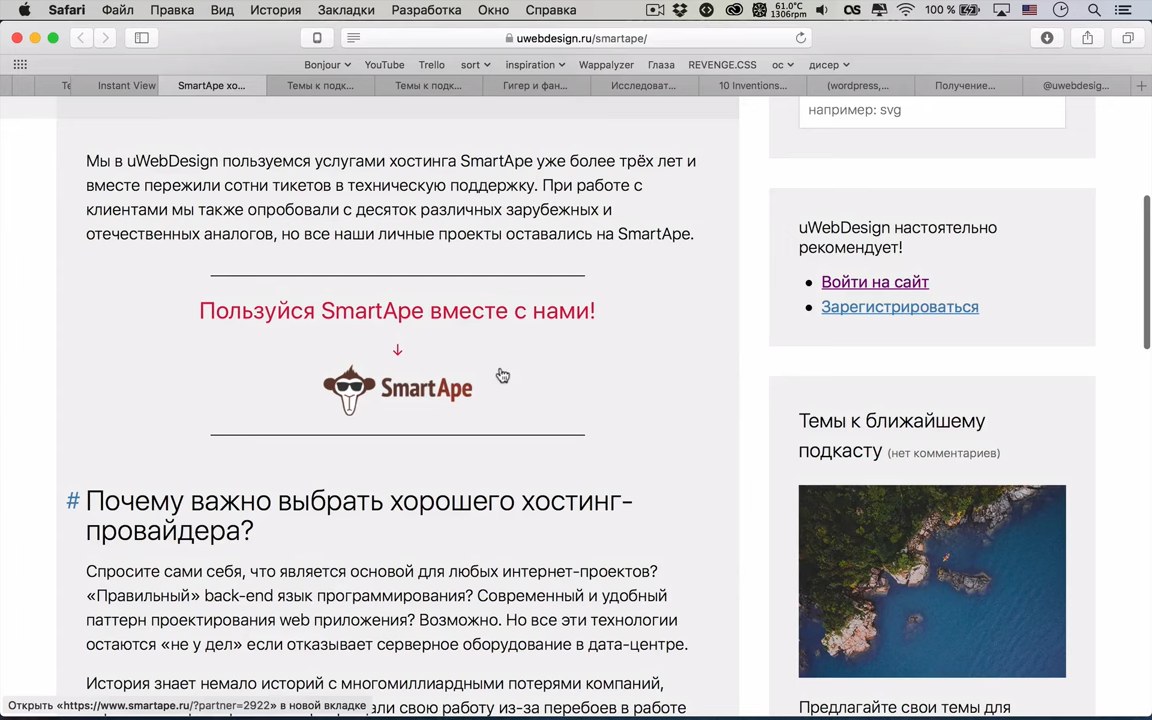 Safari Файл Правка Вид История Закладки Разработка Окно Справка 61.0°C 1306rpm 100 %
uwebdesign.ru/smartape/
Bonjour YouTube Trello sort inspiration Wappalyzer Глаза REVENGE.CSS ос дисер
Те Instant View SmartApe хо... Темы к подк... Темы к подк... Гигер и фан... Исследоват... 10 Inventions... (wordpress,... Получение... @uwebdesig...
например: svg
Мы в uWebDesign пользуемся услугами хостинга SmartApe уже более трёх лет и
вместе пережили сотни тикетов в техническую поддержку. При работе с
клиентами мы также опробовали с десяток различных зарубежных и
отечественных аналогов, но все наши личные проекты оставались на SmartApe.
Пользуйся SmartApe вместе с нами!
↓
SmartApe
# Почему важно выбрать хорошего хостинг-
провайдера?
Спросите сами себя, что является основой для любых интернет-проектов?
«Правильный» back-end язык программирования? Современный и удобный
паттерн проектирования web приложения? Возможно. Но все эти технологии
остаются «не у дел» если отказывает серверное оборудование в дата-центре.
История знает немало историй с многомиллиардными потерями компаний,
али свою работу из-за перебоев в работе
Открыть «https://www.smartape.ru/?partner=2922» в новой вкладке
uWebDesign настоятельно
рекомендует!
Войти на сайт
Зарегистрироваться
Темы к ближайшему
подкасту (нет комментариев)
Предлагайте свои темы для